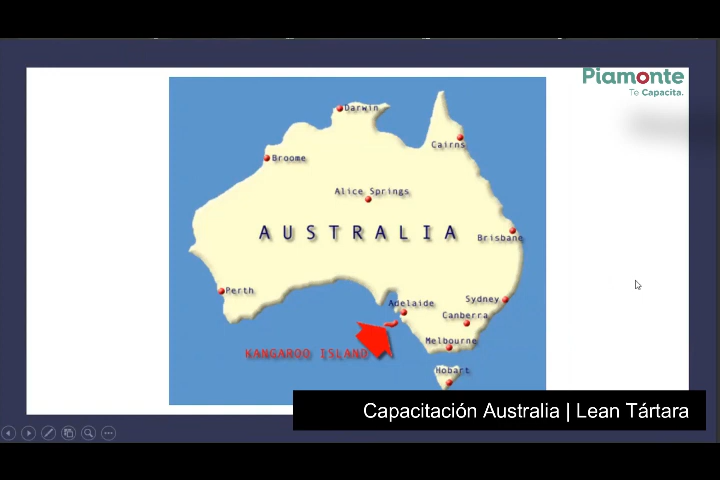 Piamonte
Te Capacita.
Darwin
Cairns
Broome
Alice Springs
AUSTRALIA
Brisbane
Perth
Adelaide
Sydney
Canberra
Melbourne
KANGAROO ISLAND
Hobart
Capacitación Australia | Lean Tártara